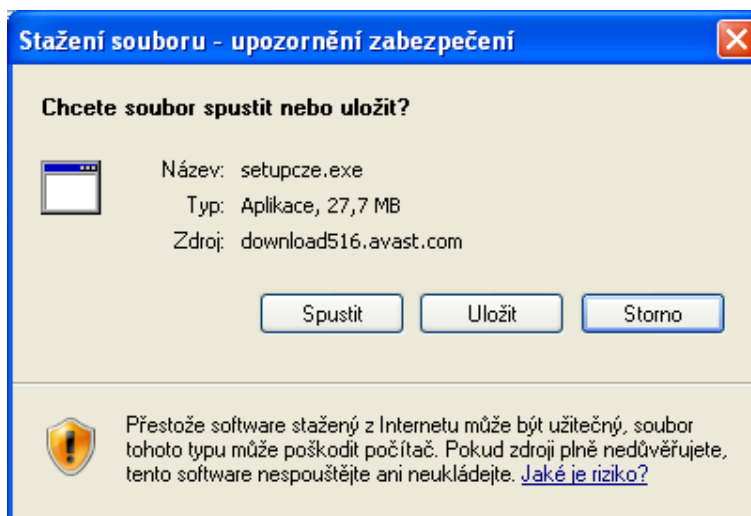 Stažení souboru - upozornění zabezpečení
Chcete soubor spustit nebo uložit?
Název: setupcze.exe
Typ: Aplikace, 27,7 MB
Zdroj: download516.avast.com
Spustit Uložit Storno
Přestože software stažený z Internetu může být užitečný, soubor
tohoto typu může poškodit počítač. Pokud zdroji plně nedůvěřujete,
tento software nespouštějte ani neukládejte. Jaké je riziko?